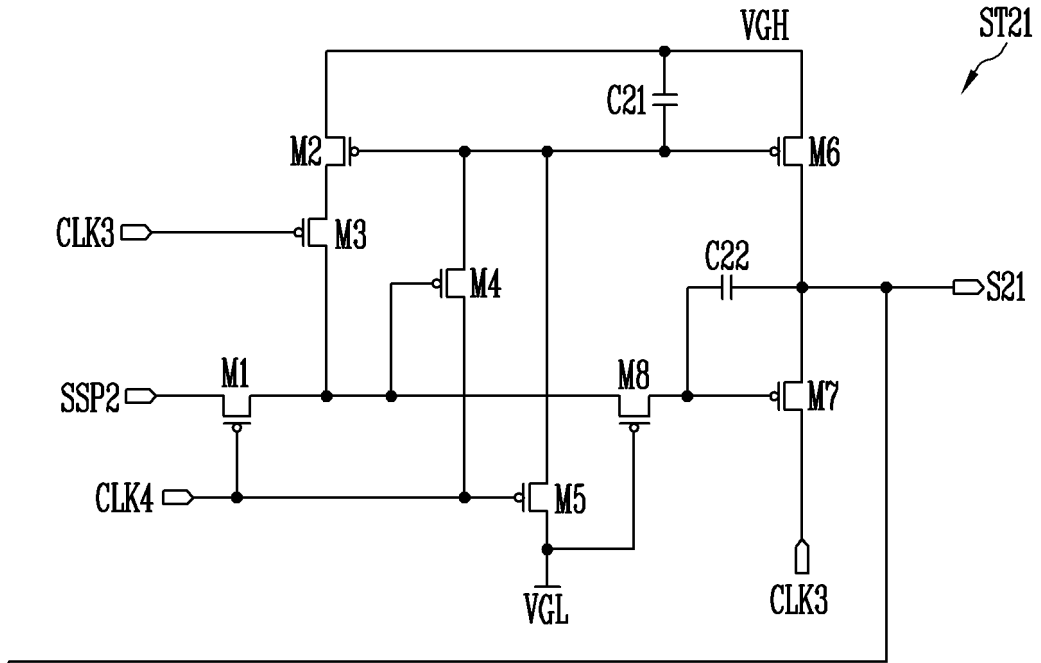 VGH
ST21
C21
M2
M6
CLK3
M3
M4
C22
S21
SSP2
M1
M8
M7
CLK4
M5
VGL
CLK3